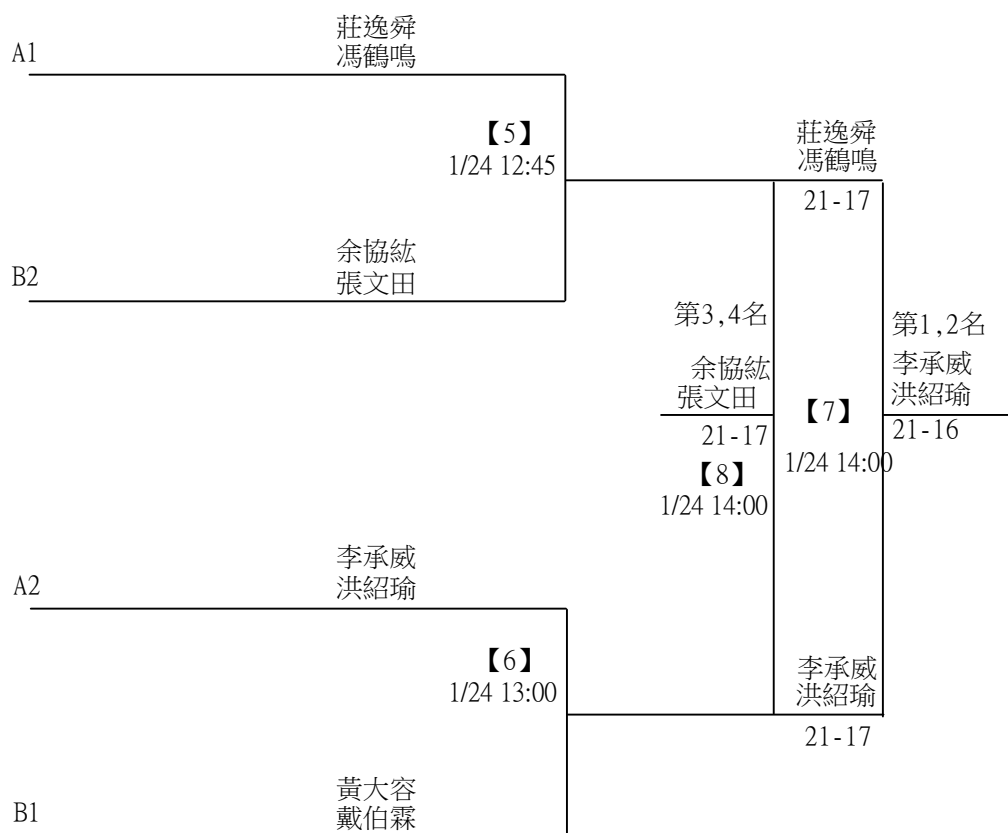 莊逸舜
馮鶴鳴
A1
【5】
1/24 12:45
莊逸舜
馮鶴鳴
21-17
余協紘
張文田
B2
第3,4名
第1,2名
余協紘
張文田
21-17
李承威
洪紹瑜
21-16
【7】
1/24 14:00
【8】
1/24 14:00
李承威
洪紹瑜
A2
【6】
1/24 13:00
李承威
洪紹瑜
21-17
黃大容
戴伯霖
B1